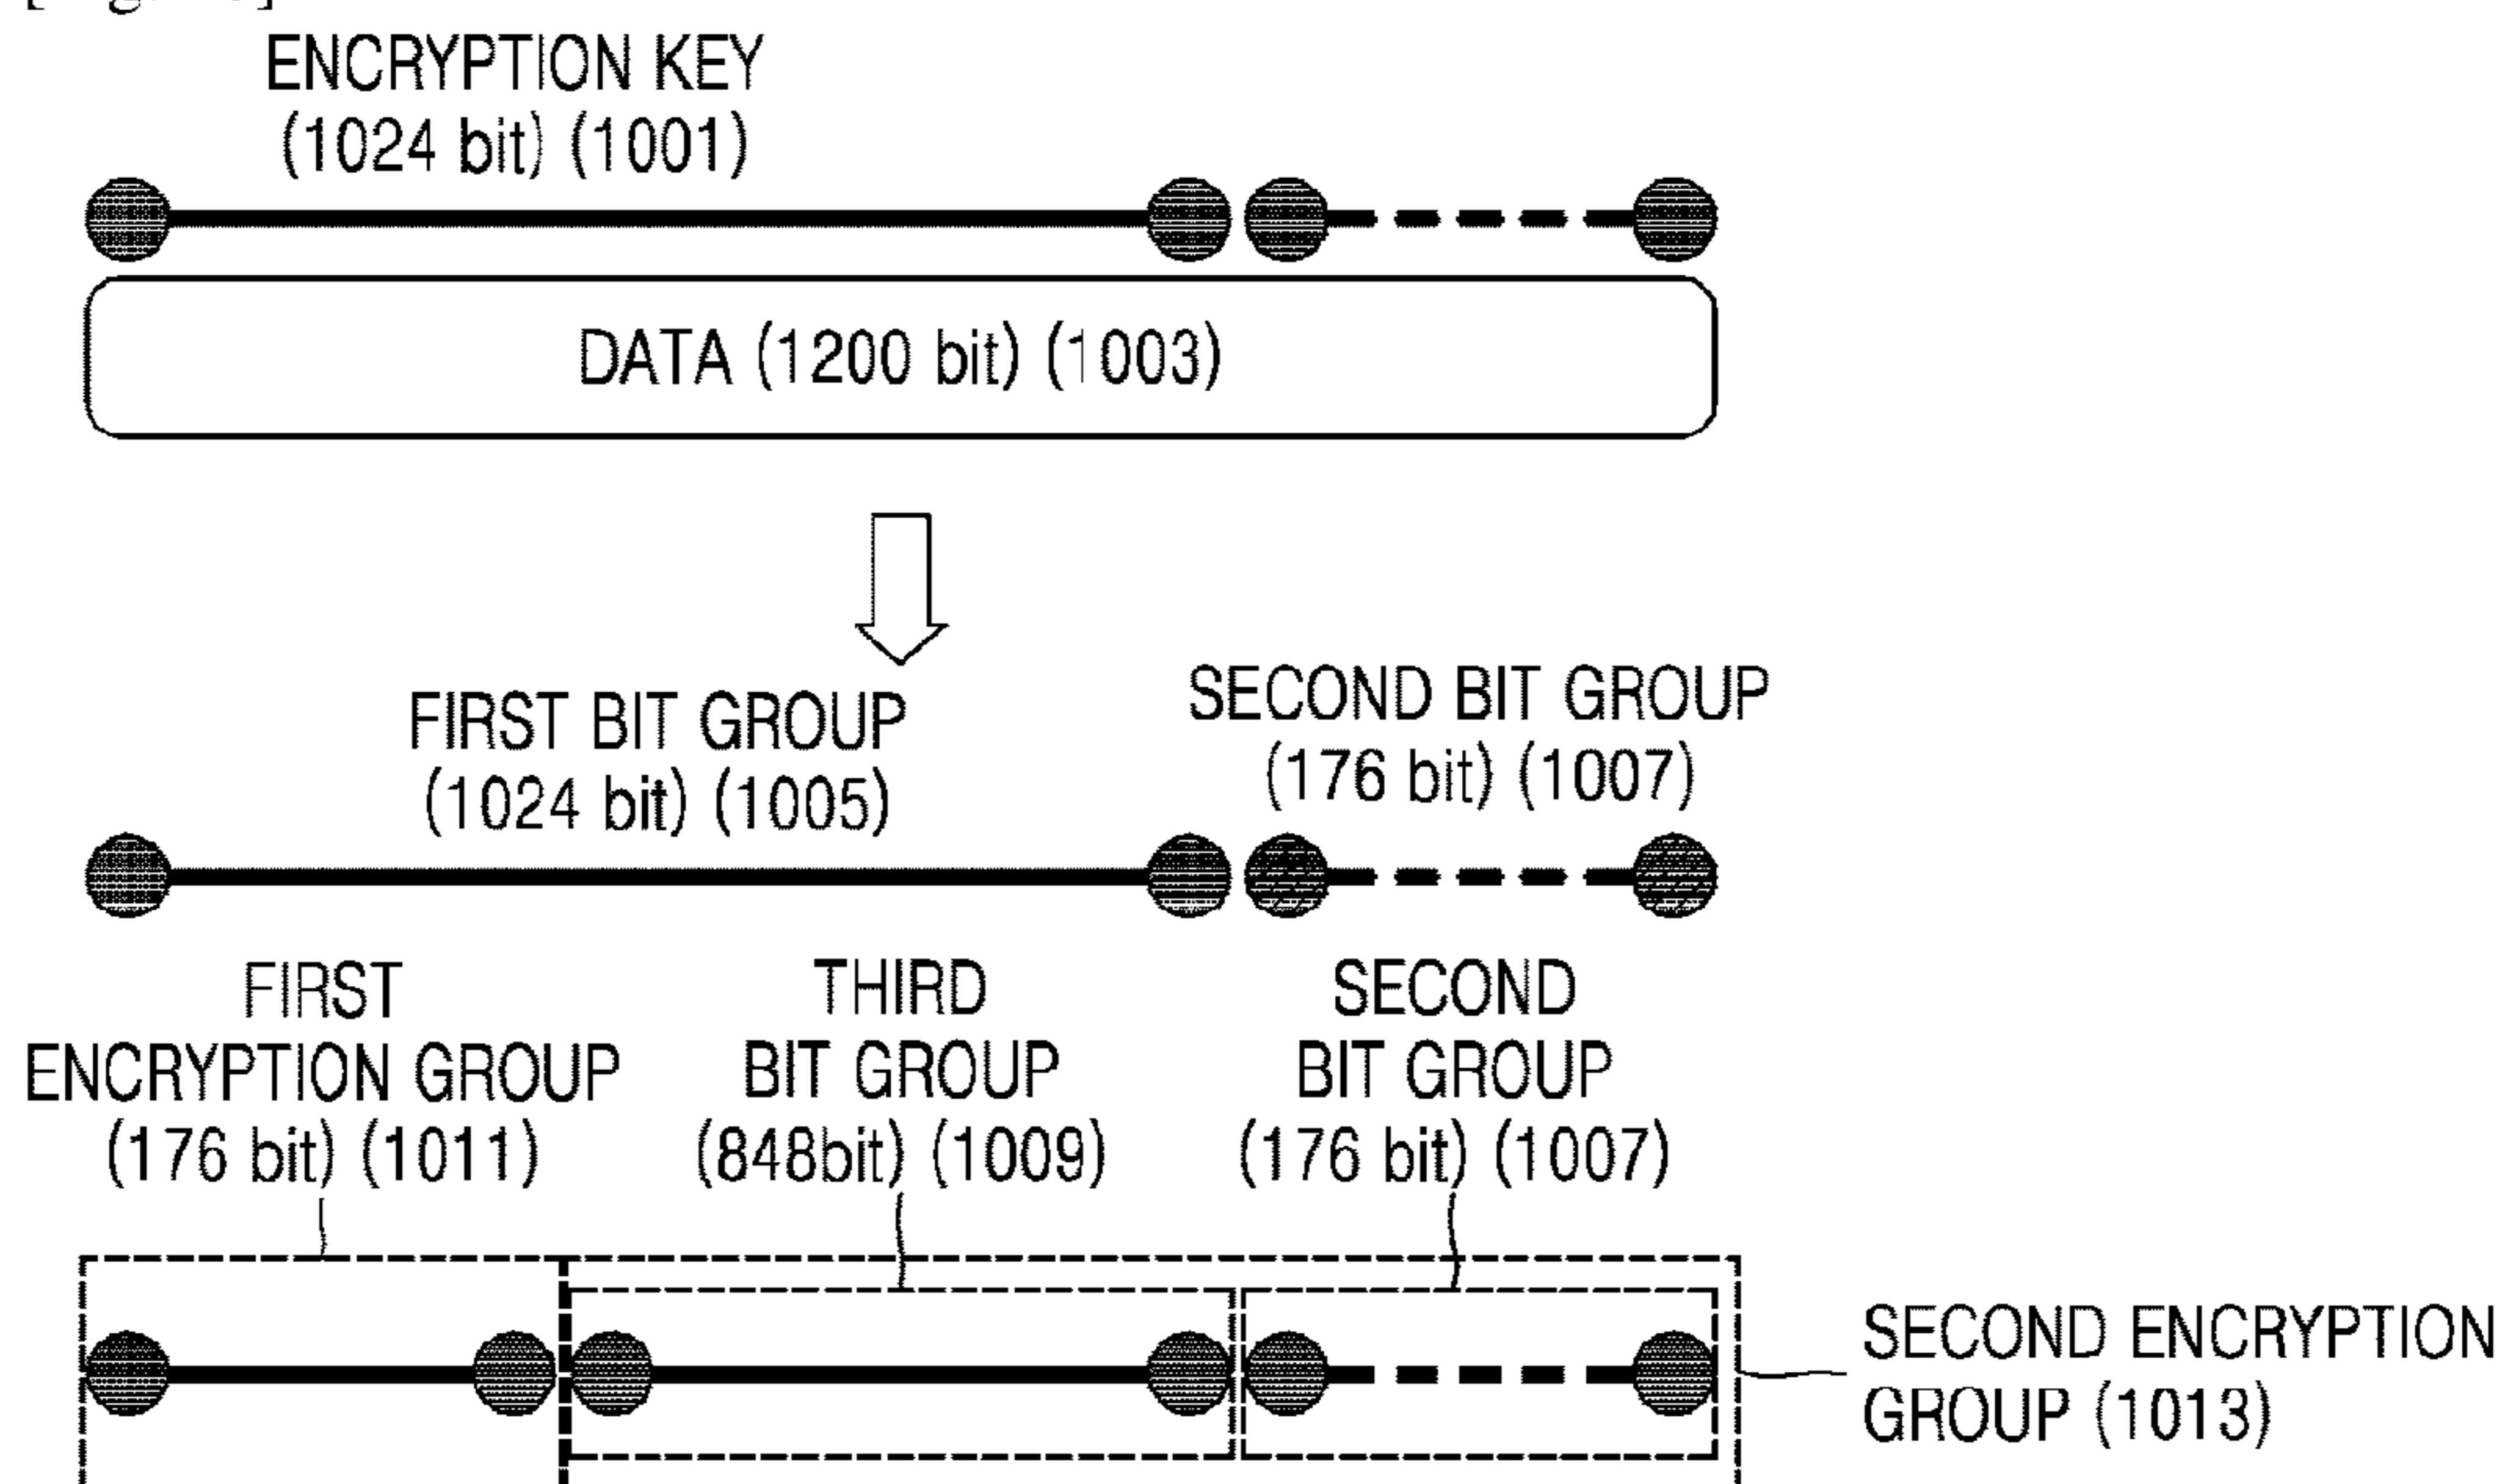 ENCRYPTION KEY
(1024 bit) (1001)
DATA (1200 bit) (1003)
FIRST BIT GROUP
(1024 bit) (1005)
SECOND BIT GROUP
(176 bit) (1007)
FIRST
ENCRYPTION GROUP
(176 bit) (1011)
THIRD
BIT GROUP
(848bit) (1009)
SECOND
BIT GROUP
(176 bit) (1007)
SECOND ENCRYPTION
GROUP (1013)